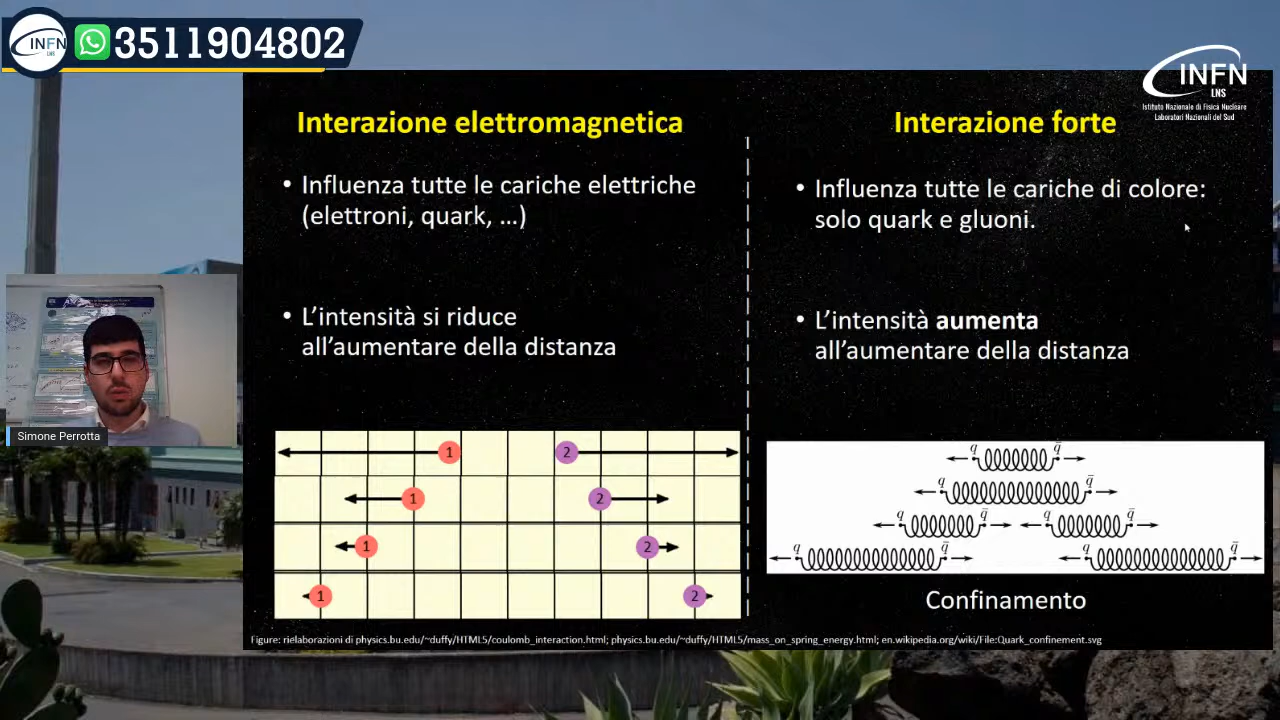 INFN
LNS
3511904802
INFN
LNS
Istituto Nazionale di Fisica Nucleare
Laboratori Nazionali del Sud
Interazione elettromagnetica
• Influenza tutte le cariche elettriche
(elettroni, quark, …)
• L’intensità si riduce
all’aumentare della distanza
1 2
1 2
1 2
1 2
Interazione forte
• Influenza tutte le cariche di colore:
solo quark e gluoni.
• L’intensità aumenta
all’aumentare della distanza
q q̄
q q̄
q q̄ q q̄
q q̄ q q̄
Confinamento
Figure: rielaborazioni di physics.bu.edu/~duffy/HTML5/coulomb_interaction.html; physics.bu.edu/~duffy/HTML5/mass_on_spring_energy.html; en.wikipedia.org/wiki/File:Quark_confinement.svg
Simone Perrotta